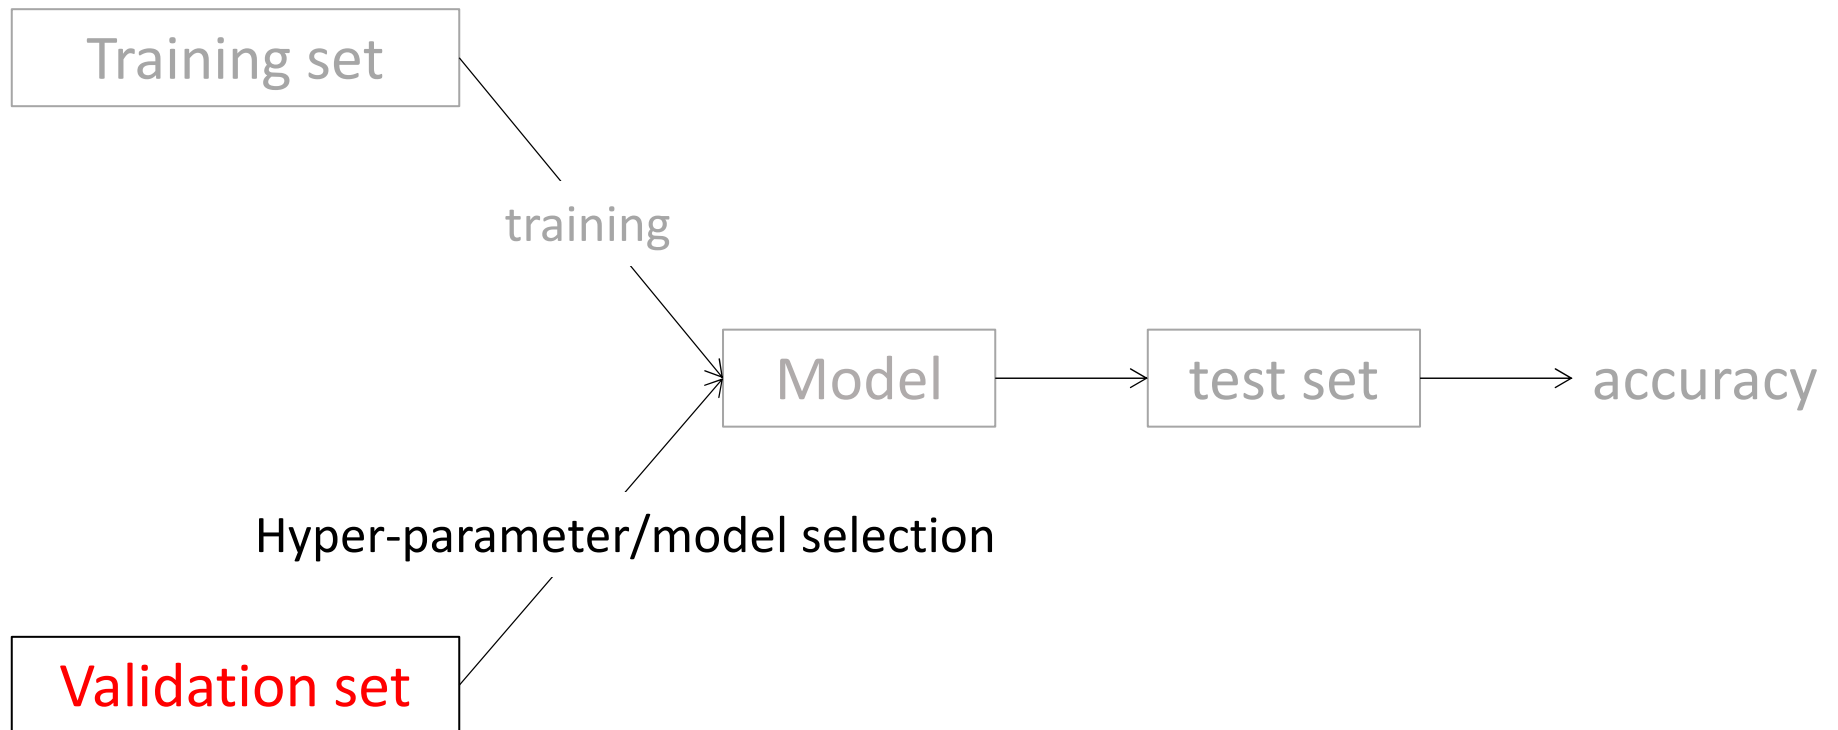 Training set
training
Model
test set
accuracy
Hyper-parameter/model selection
Validation set